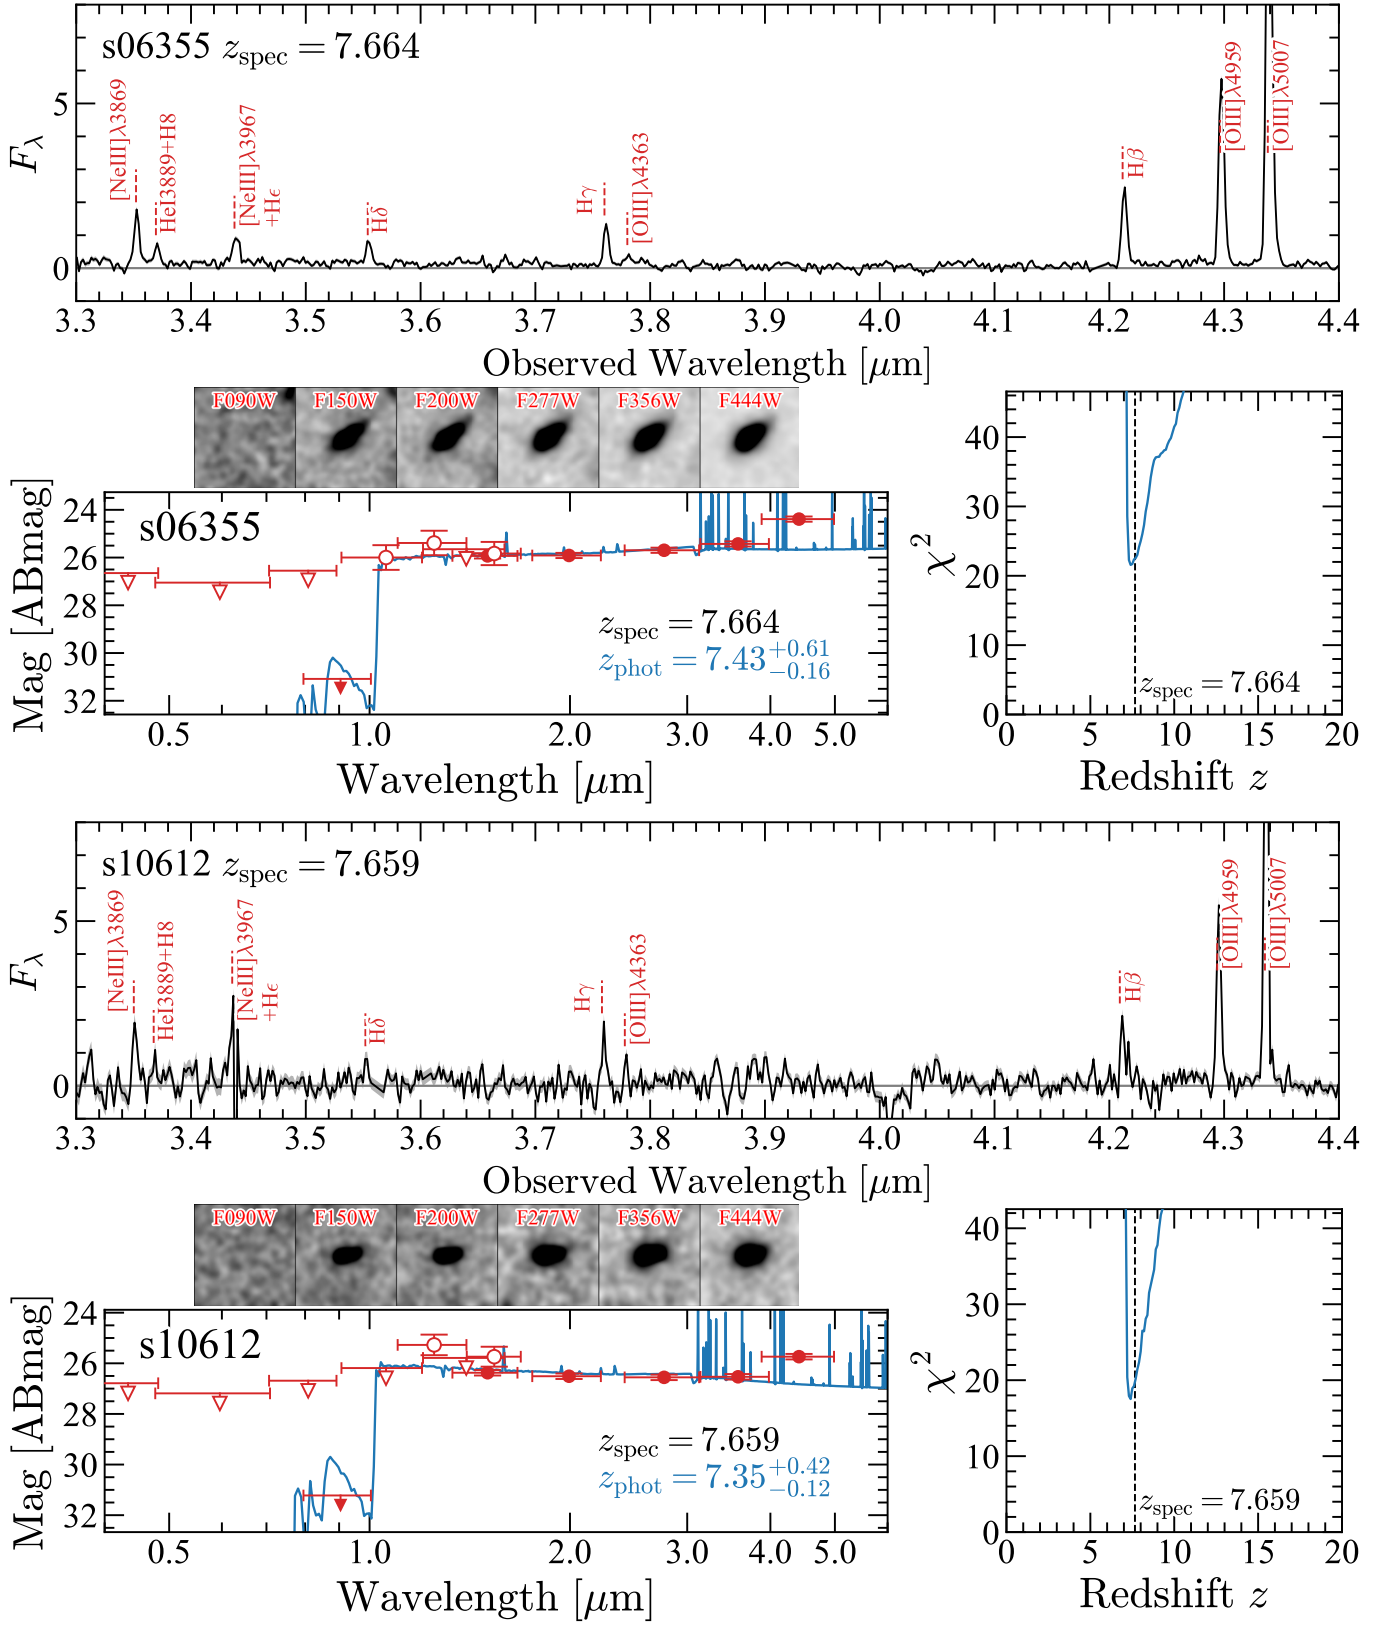 s06355 z_spec = 7.664
[NeIII]λ3869
HeI3889+H8
[NeIII]λ3967
+Hϵ
Hδ
Hγ
[OIII]λ4363
Hβ
[OIII]λ4959
[OIII]λ5007
F_λ
5
0
3.3 3.4 3.5 3.6 3.7 3.8 3.9 4.0 4.1 4.2 4.3 4.4
Observed Wavelength [μm]
F090W F150W F200W F277W F356W F444W
s06355
Mag [ABmag]
24
26
28
30
32
z_spec = 7.664
z_phot = 7.43^{+0.61}_{−0.16}
0.5 1.0 2.0 3.0 4.0 5.0
Wavelength [μm]
χ²
40
30
20
10
0
z_spec = 7.664
0 5 10 15 20
Redshift z
s10612 z_spec = 7.659
[NeIII]λ3869
HeI3889+H8
[NeIII]λ3967
+Hϵ
Hδ
Hγ
[OIII]λ4363
Hβ
[OIII]λ4959
[OIII]λ5007
F_λ
5
0
3.3 3.4 3.5 3.6 3.7 3.8 3.9 4.0 4.1 4.2 4.3 4.4
Observed Wavelength [μm]
F090W F150W F200W F277W F356W F444W
s10612
Mag [ABmag]
24
26
28
30
32
z_spec = 7.659
z_phot = 7.35^{+0.42}_{−0.12}
0.5 1.0 2.0 3.0 4.0 5.0
Wavelength [μm]
χ²
40
30
20
10
0
z_spec = 7.659
0 5 10 15 20
Redshift z